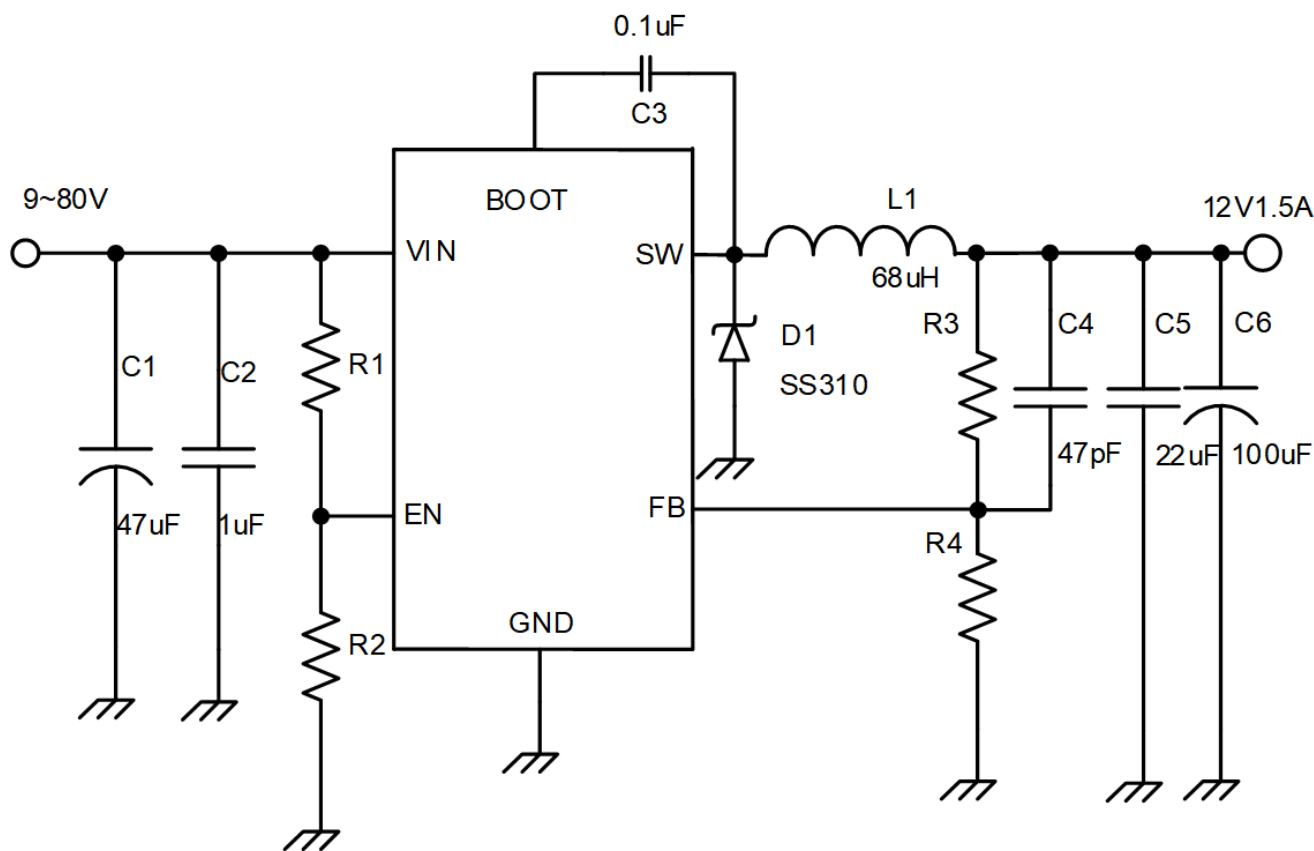 0.1uF
C3
9~80V
BOOT
L1
12V1.5A
VIN
SW
68uH
R3
C4
C5
C6
C1
C2
R1
D1
SS310
47pF
22uF
100uF
47uF
1uF
EN
FB
R4
GND
R2